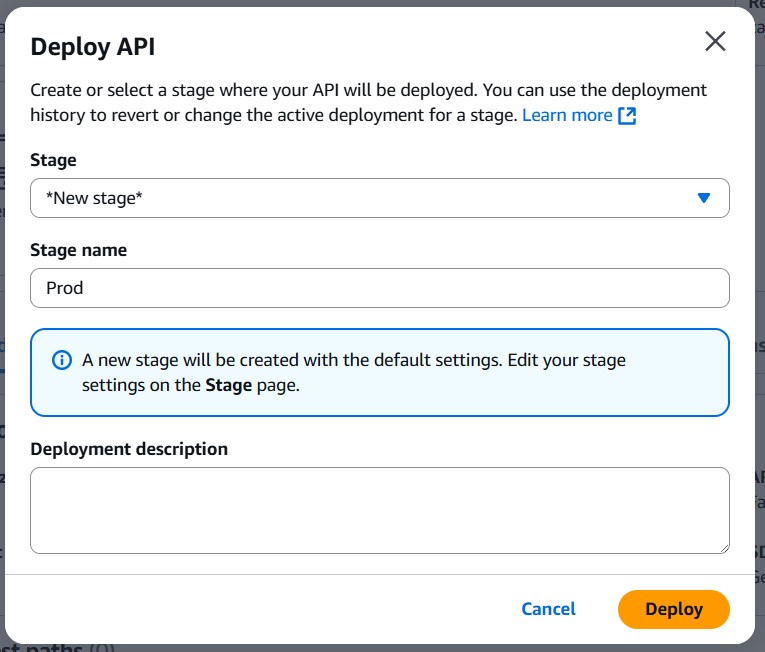 Deploy API
Create or select a stage where your API will be deployed. You can use the deployment
history to revert or change the active deployment for a stage. Learn more
Stage
*New stage*
Stage name
Prod
A new stage will be created with the default settings. Edit your stage
settings on the Stage page.
Deployment description
Cancel
Deploy